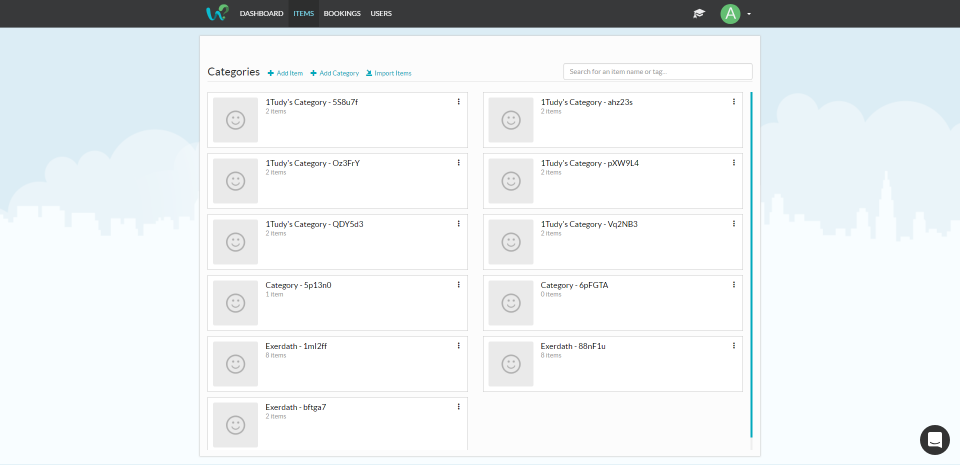 DASHBOARD ITEMS BOOKINGS USERS A
Categories Add Item Add Category Import Items Search for an item name or tag...
1Tudy's Category - 5S8u7f
2 items
1Tudy's Category - ahz23s
2 items
1Tudy's Category - Oz3FrY
2 items
1Tudy's Category - pXW9L4
2 items
1Tudy's Category - QDY5d3
2 items
1Tudy's Category - Vq2NB3
2 items
Category - 5p13n0
1 item
Category - 6pFGTA
0 items
Exerdath - 1ml2ff
8 items
Exerdath - 88nF1u
8 items
Exerdath - bftga7
2 items